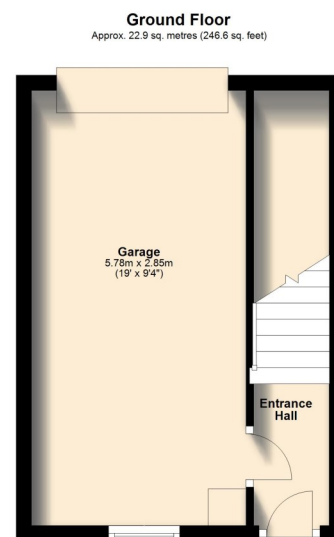 Ground Floor
Approx. 22.9 sq. metres (246.6 sq. feet)
Garage
5.78m x 2.85m
(19' x 9'4")
Entrance
Hall